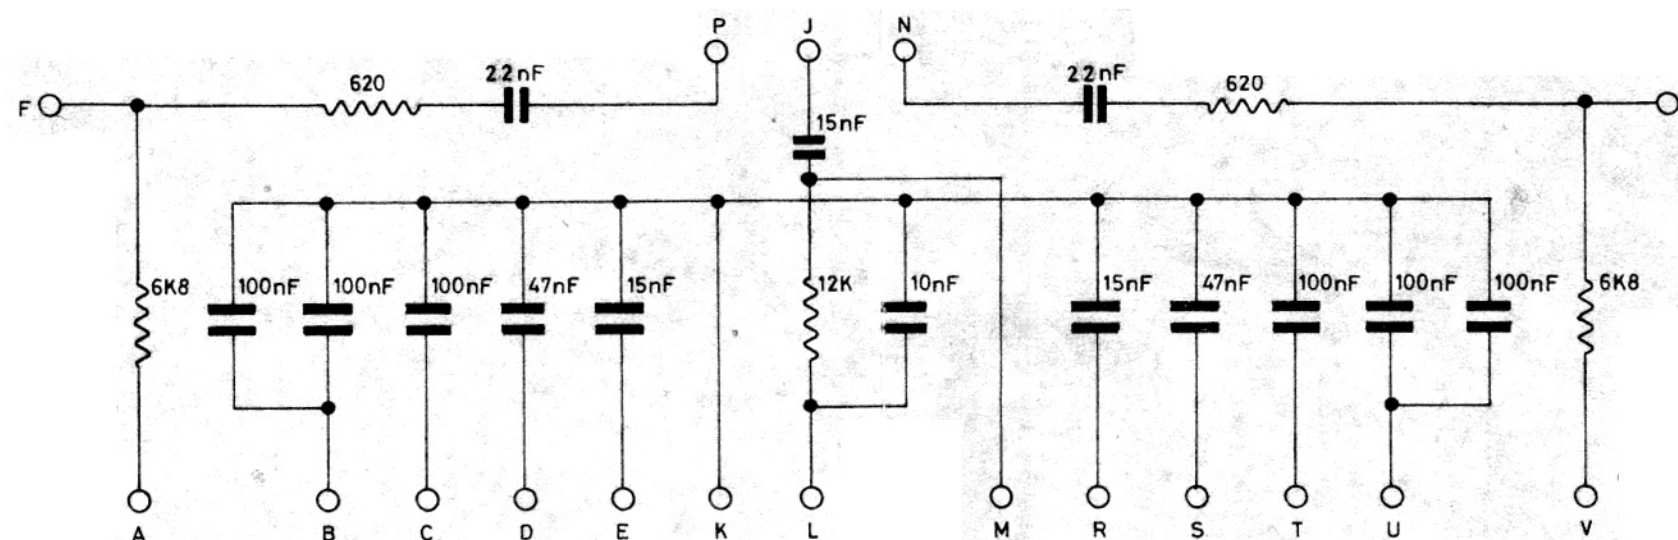 P J N
22nF 22nF
620 620
F
15nF
6K8 100nF 100nF 100nF 47nF 15nF 12K 10nF 15nF 47nF 100nF 100nF 100nF 6K8
A B C D E K L M R S T U V